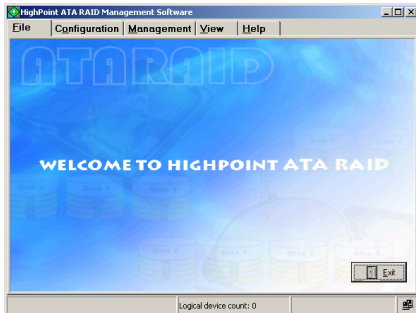 HighPoint ATA RAID Management Software
File Configuration Management View Help
ATARAID
WELCOME TO HIGHPOINT ATA RAID
Exit
Logical device count: 0